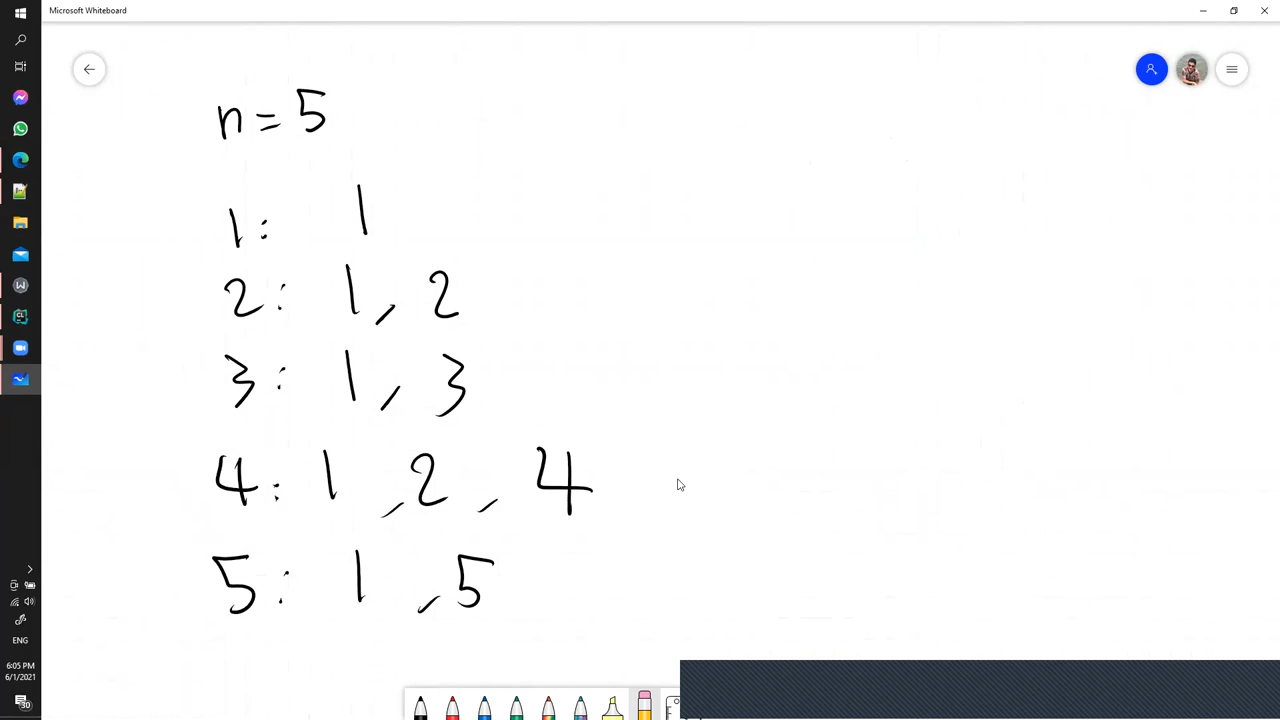 Microsoft Whiteboard
n = 5
1: 1
2: 1, 2
3: 1, 3
4: 1, 2, 4
5: 1, 5
ENG
6:05 PM
6/1/2021
30